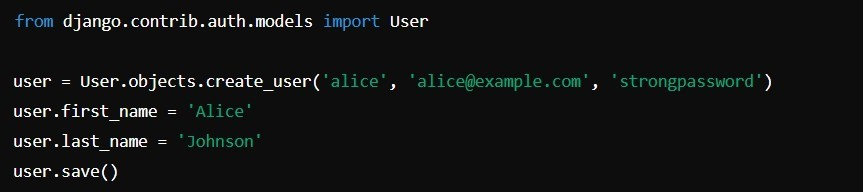 from django.contrib.auth.models import User
user = User.objects.create_user('alice', 'alice@example.com', 'strongpassword')
user.first_name = 'Alice'
user.last_name = 'Johnson'
user.save()